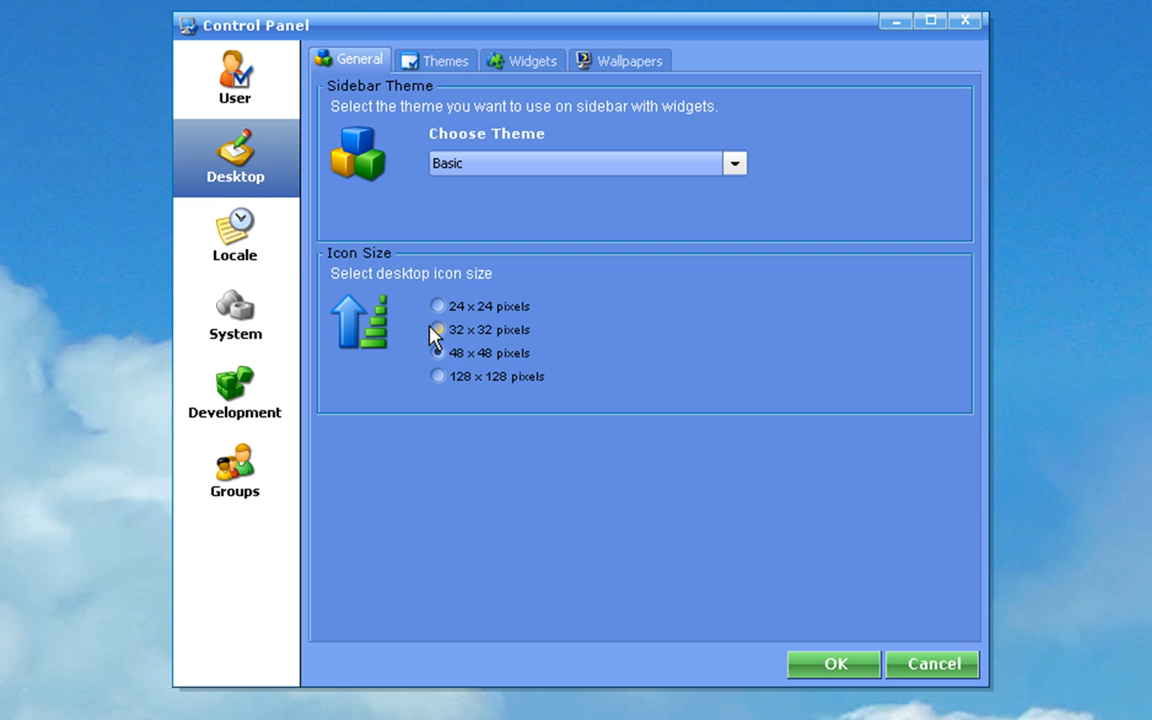 Control Panel
User
Desktop
Locale
System
Development
Groups
General
Themes
Widgets
Wallpapers
Sidebar Theme
Select the theme you want to use on sidebar with widgets.
Choose Theme
Basic
Icon Size
Select desktop icon size
24 x 24 pixels
32 x 32 pixels
48 x 48 pixels
128 x 128 pixels
OK
Cancel